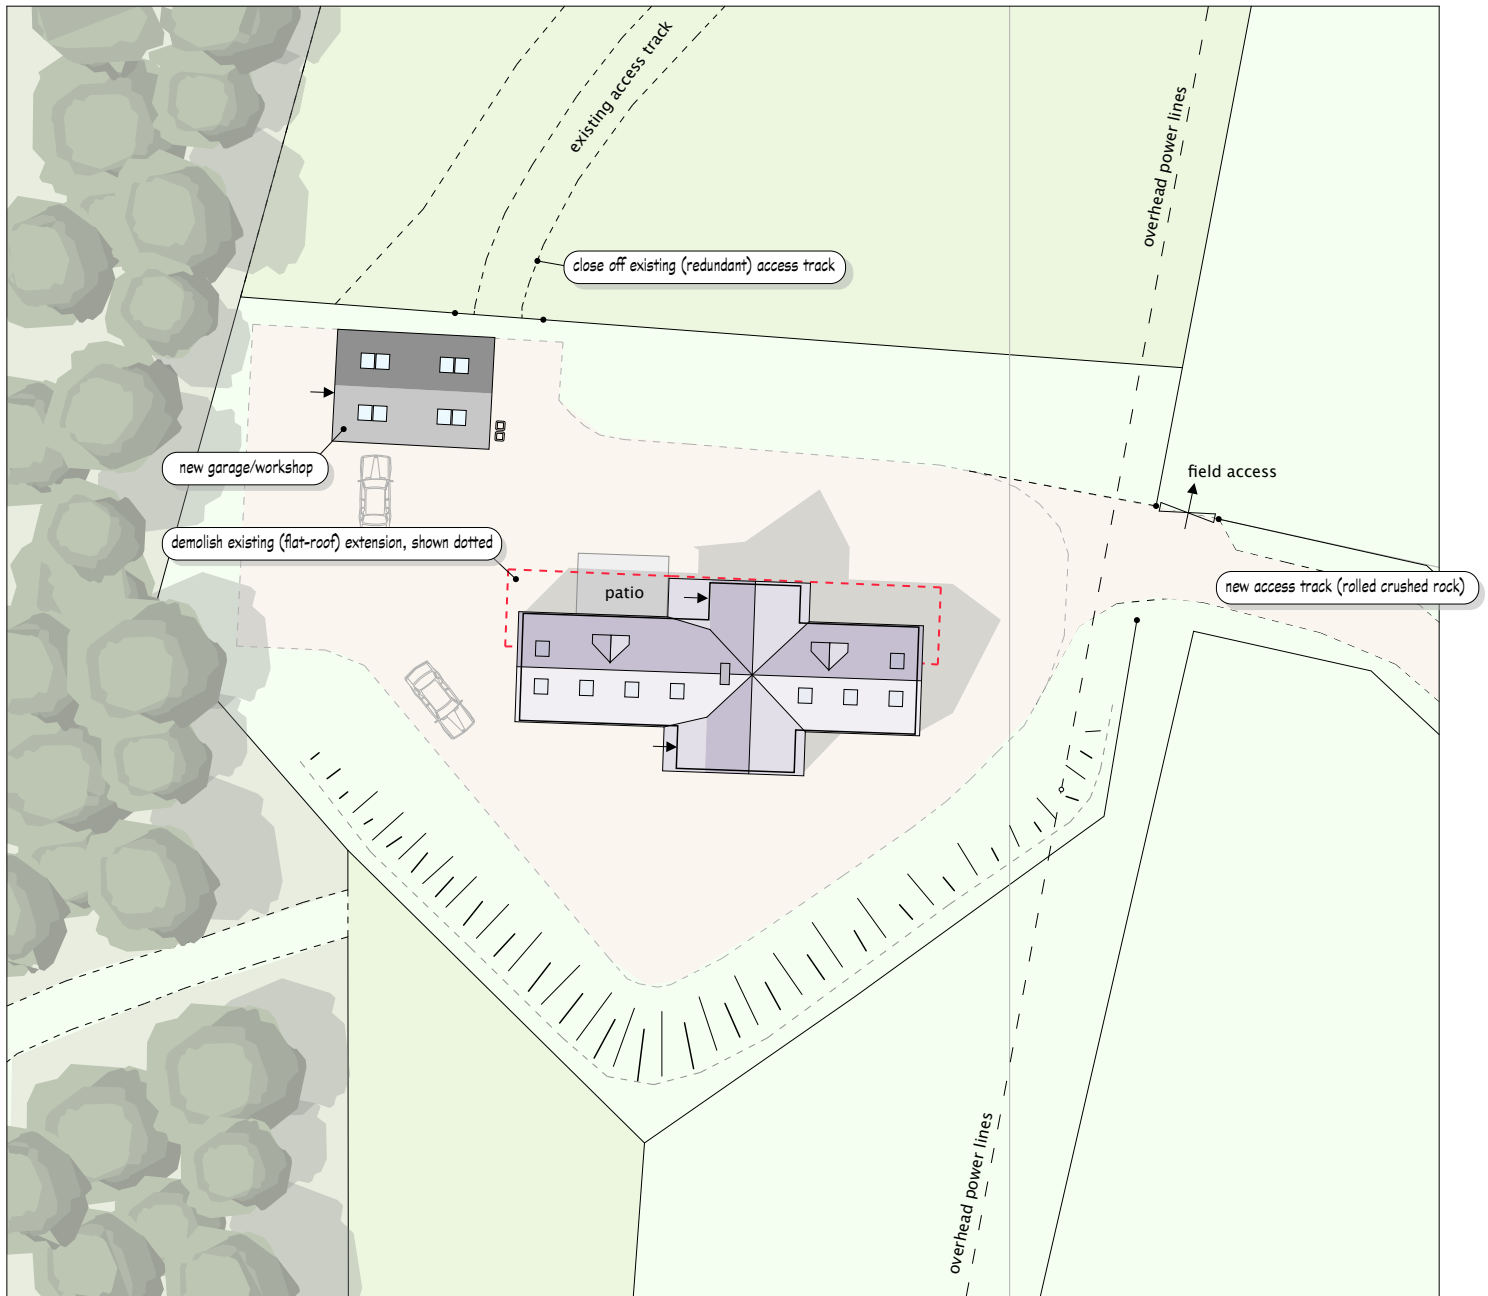 existing access track
overhead power lines
close off existing (redundant) access track
new garage/workshop
field access
demolish existing (flat-roof) extension, shown dotted
patio
new access track (rolled crushed rock)
overhead power lines